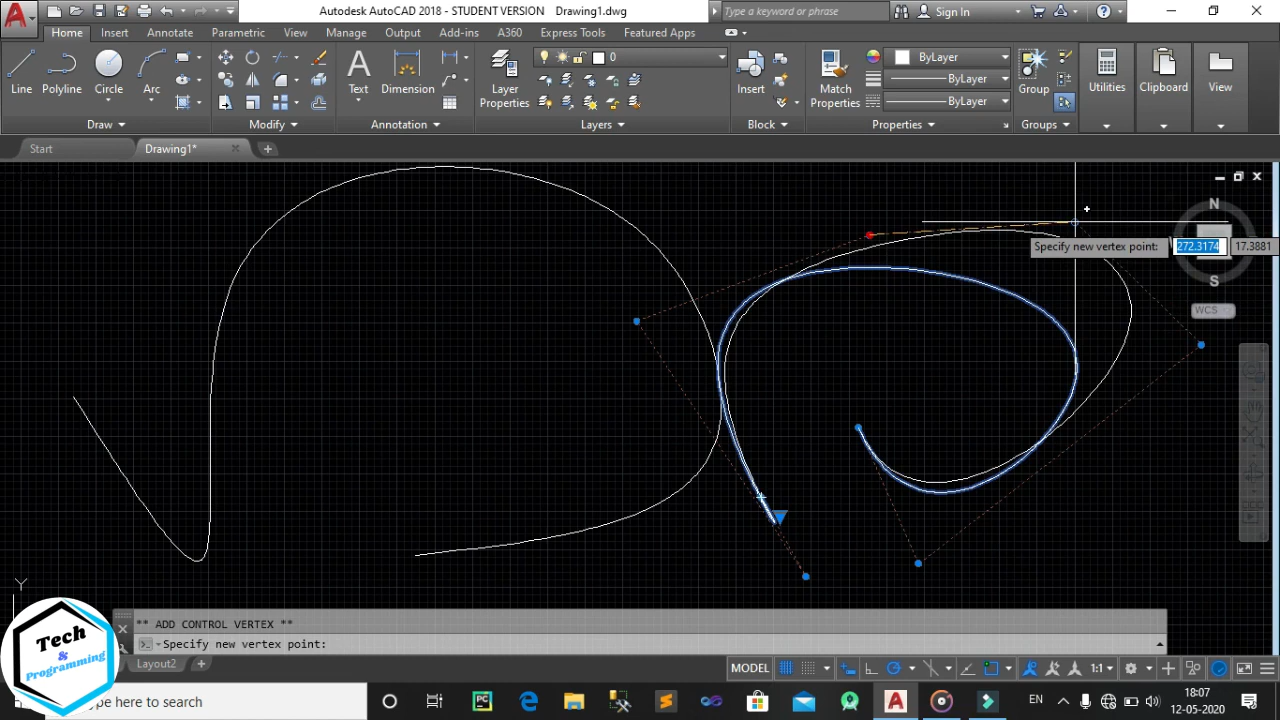 Autodesk AutoCAD 2018 - STUDENT VERSION Drawing1.dwg
Type a keyword or phrase
Sign In
Home Insert Annotate Parametric View Manage Output Add-ins A360 Express Tools Featured Apps
Line Polyline Circle Arc
Text Dimension
Layer Properties
0
Insert
Match Properties
ByLayer
ByLayer
ByLayer
Group
Utilities
Clipboard
View
Draw Modify Annotation Layers Block Properties Groups
Start Drawing1*
N
Specify new vertex point: 272.3174 17.3881
S
WCS
Y
** ADD CONTROL VERTEX **
Specify new vertex point:
Tech
&
Programming
Layout2
MODEL
1:1
ype here to search
EN
18:07
12-05-2020